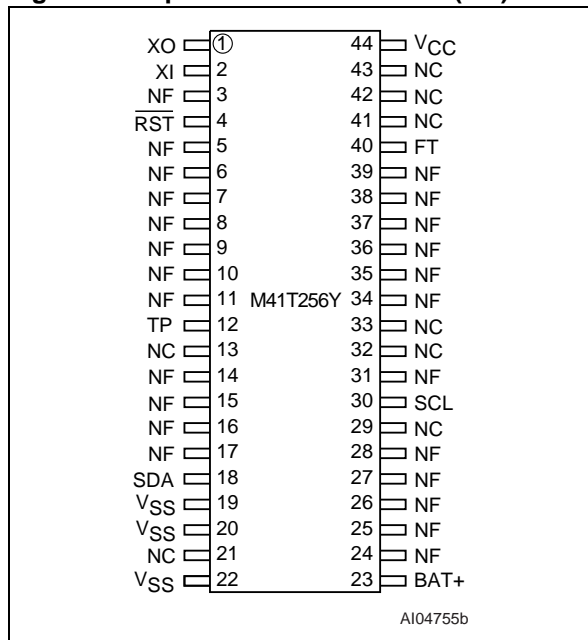 XO 1 44 VCC
XI 2 43 NC
NF 3 42 NC
RST 4 41 NC
NF 5 40 FT
NF 6 39 NF
NF 7 38 NF
NF 8 37 NF
NF 9 36 NF
NF 10 35 NF
NF 11 M41T256Y 34 NF
TP 12 33 NC
NC 13 32 NC
NF 14 31 NF
NF 15 30 SCL
NF 16 29 NC
NF 17 28 NF
SDA 18 27 NF
VSS 19 26 NF
VSS 20 25 NF
NC 21 24 NF
VSS 22 23 BAT+
AI04755b